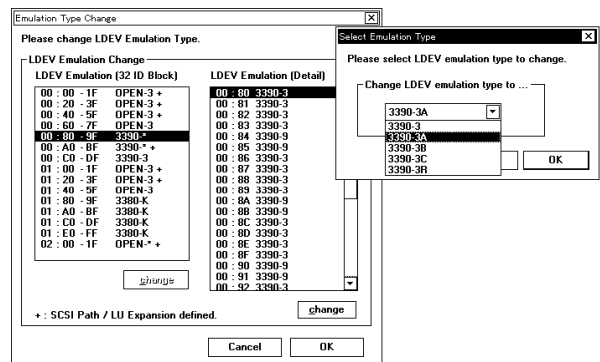 Emulation Type Change
Please change LDEV Emulation Type.
LDEV Emulation Change
LDEV Emulation (32 ID Block)
00 : 00 - 1F OPEN-3 +
00 : 20 - 3F OPEN-3 +
00 : 40 - 5F OPEN-3 +
00 : 60 - 7F OPEN-3
00 : 80 - 9F 3390-*
00 : A0 - BF 3390-* +
00 : C0 - DF 3390-3
01 : 00 - 1F OPEN-3 +
01 : 20 - 3F OPEN-3 +
01 : 40 - 5F OPEN-3
01 : 80 - 9F 3380-K
01 : A0 - BF 3380-K
01 : C0 - DF 3380-K
01 : E0 - FF 3380-K
02 : 00 - 1F OPEN-* +
change
LDEV Emulation (Detail)
00 : 80 3390-3
00 : 81 3390-3
00 : 82 3390-3
00 : 83 3390-3
00 : 84 3390-9
00 : 85 3390-9
00 : 86 3390-3
00 : 87 3390-3
00 : 88 3390-3
00 : 89 3390-3
00 : 8A 3390-9
00 : 8B 3390-9
00 : 8C 3390-3
00 : 8D 3390-3
00 : 8E 3390-3
00 : 8F 3390-3
00 : 90 3390-9
00 : 91 3390-9
00 : 92 3390-3
change
+ : SCSI Path / LU Expansion defined.
Cancel
OK
Select Emulation Type
Please select LDEV emulation type to change.
Change LDEV emulation type to ...
3390-3A
3390-3
3390-3A
3390-3B
3390-3C
3390-3R
OK